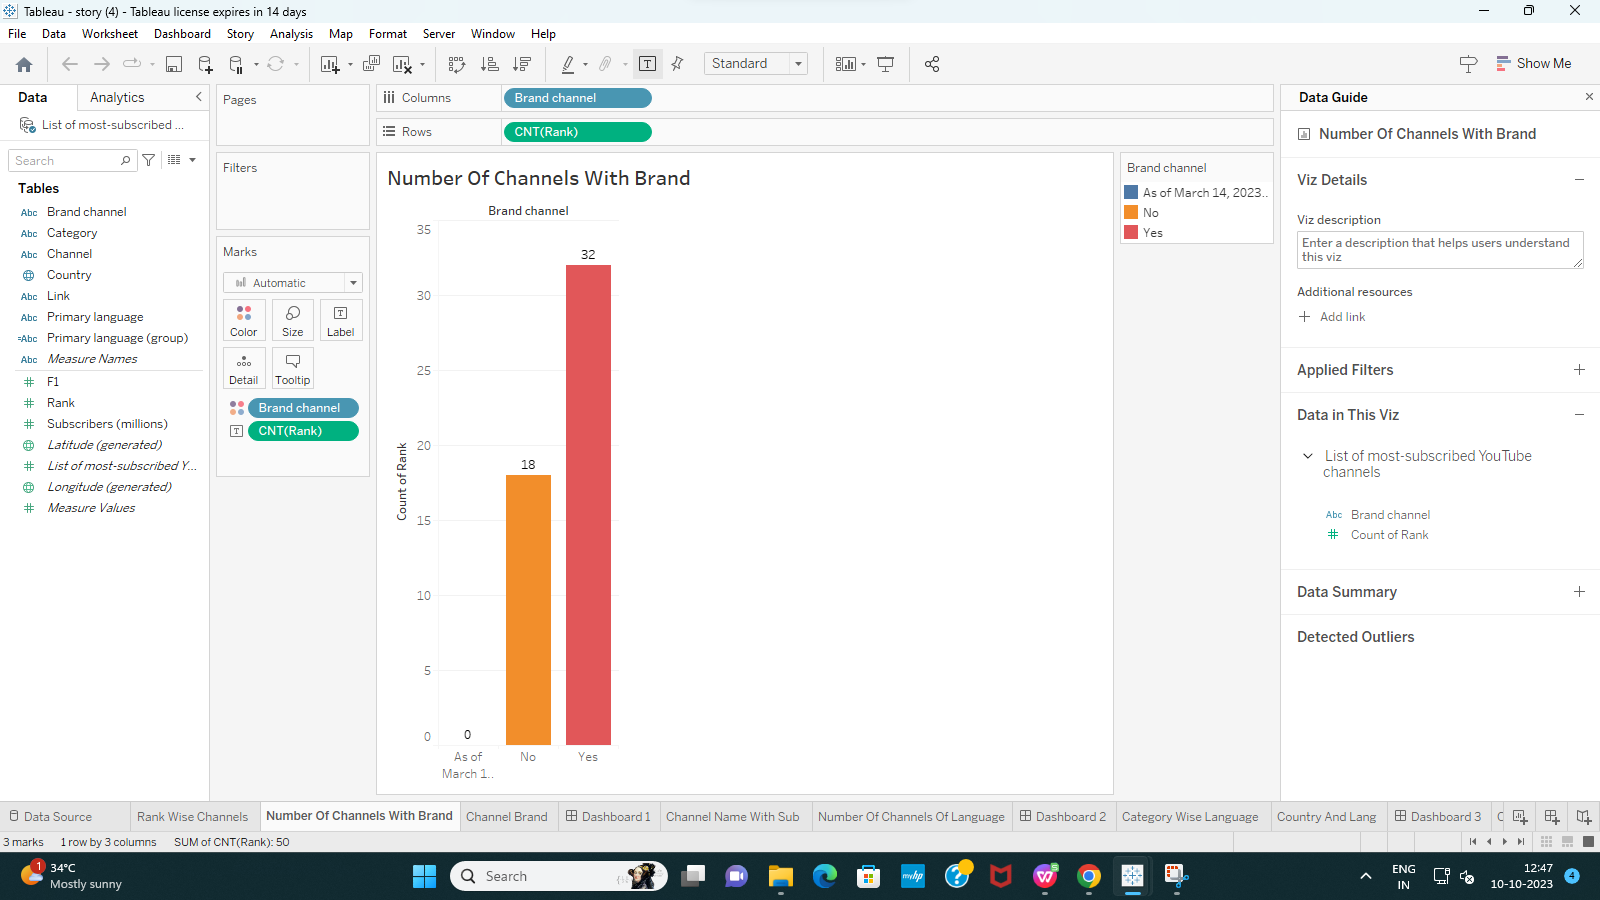 Tableau - story (4) - Tableau license expires in 14 days
File Data Worksheet Dashboard Story Analysis Map Format Server Window Help
Standard
Show Me
Data Analytics
List of most-subscribed ...
Search
Tables
Abc Brand channel
Abc Category
Abc Channel
Country
Abc Link
Abc Primary language
=Abc Primary language (group)
Abc Measure Names
# F1
# Rank
# Subscribers (millions)
Latitude (generated)
# List of most-subscribed Y...
Longitude (generated)
# Measure Values
Pages
Filters
Marks
Automatic
Color Size Label
Detail Tooltip
Brand channel
CNT(Rank)
Columns Brand channel
Rows CNT(Rank)
Number Of Channels With Brand
Brand channel
35
30
25
20
15
10
5
0
Count of Rank
0
18
32
As of March 1.. No Yes
Brand channel
As of March 14, 2023..
No
Yes
Data Guide
Number Of Channels With Brand
Viz Details
Viz description
Enter a description that helps users understand
this viz
Additional resources
Add link
Applied Filters
Data in This Viz
List of most-subscribed YouTube
channels
Abc Brand channel
# Count of Rank
Data Summary
Detected Outliers
Data Source Rank Wise Channels Number Of Channels With Brand Channel Brand Dashboard 1 Channel Name With Sub Number Of Channels Of Language Dashboard 2 Category Wise Language Country And Lang Dashboard 3
3 marks 1 row by 3 columns SUM of CNT(Rank): 50
1
34°C
Mostly sunny
Search
myhp
5
ENG
IN
12:47
10-10-2023
4